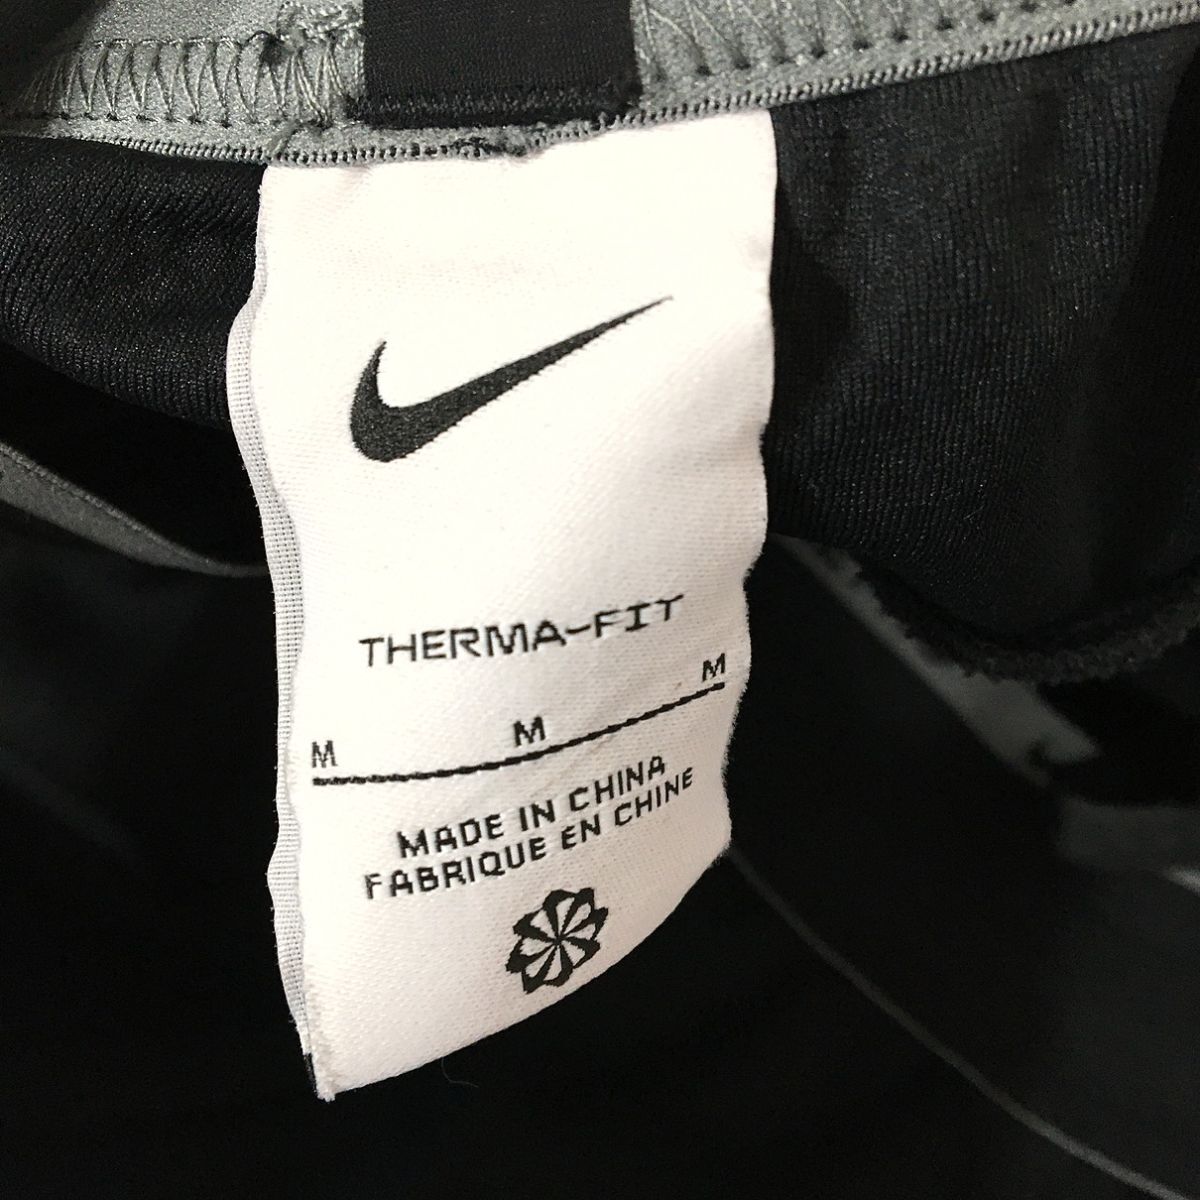 THERMA-FIT
M M M
MADE IN CHINA
FABRIQUE EN CHINE